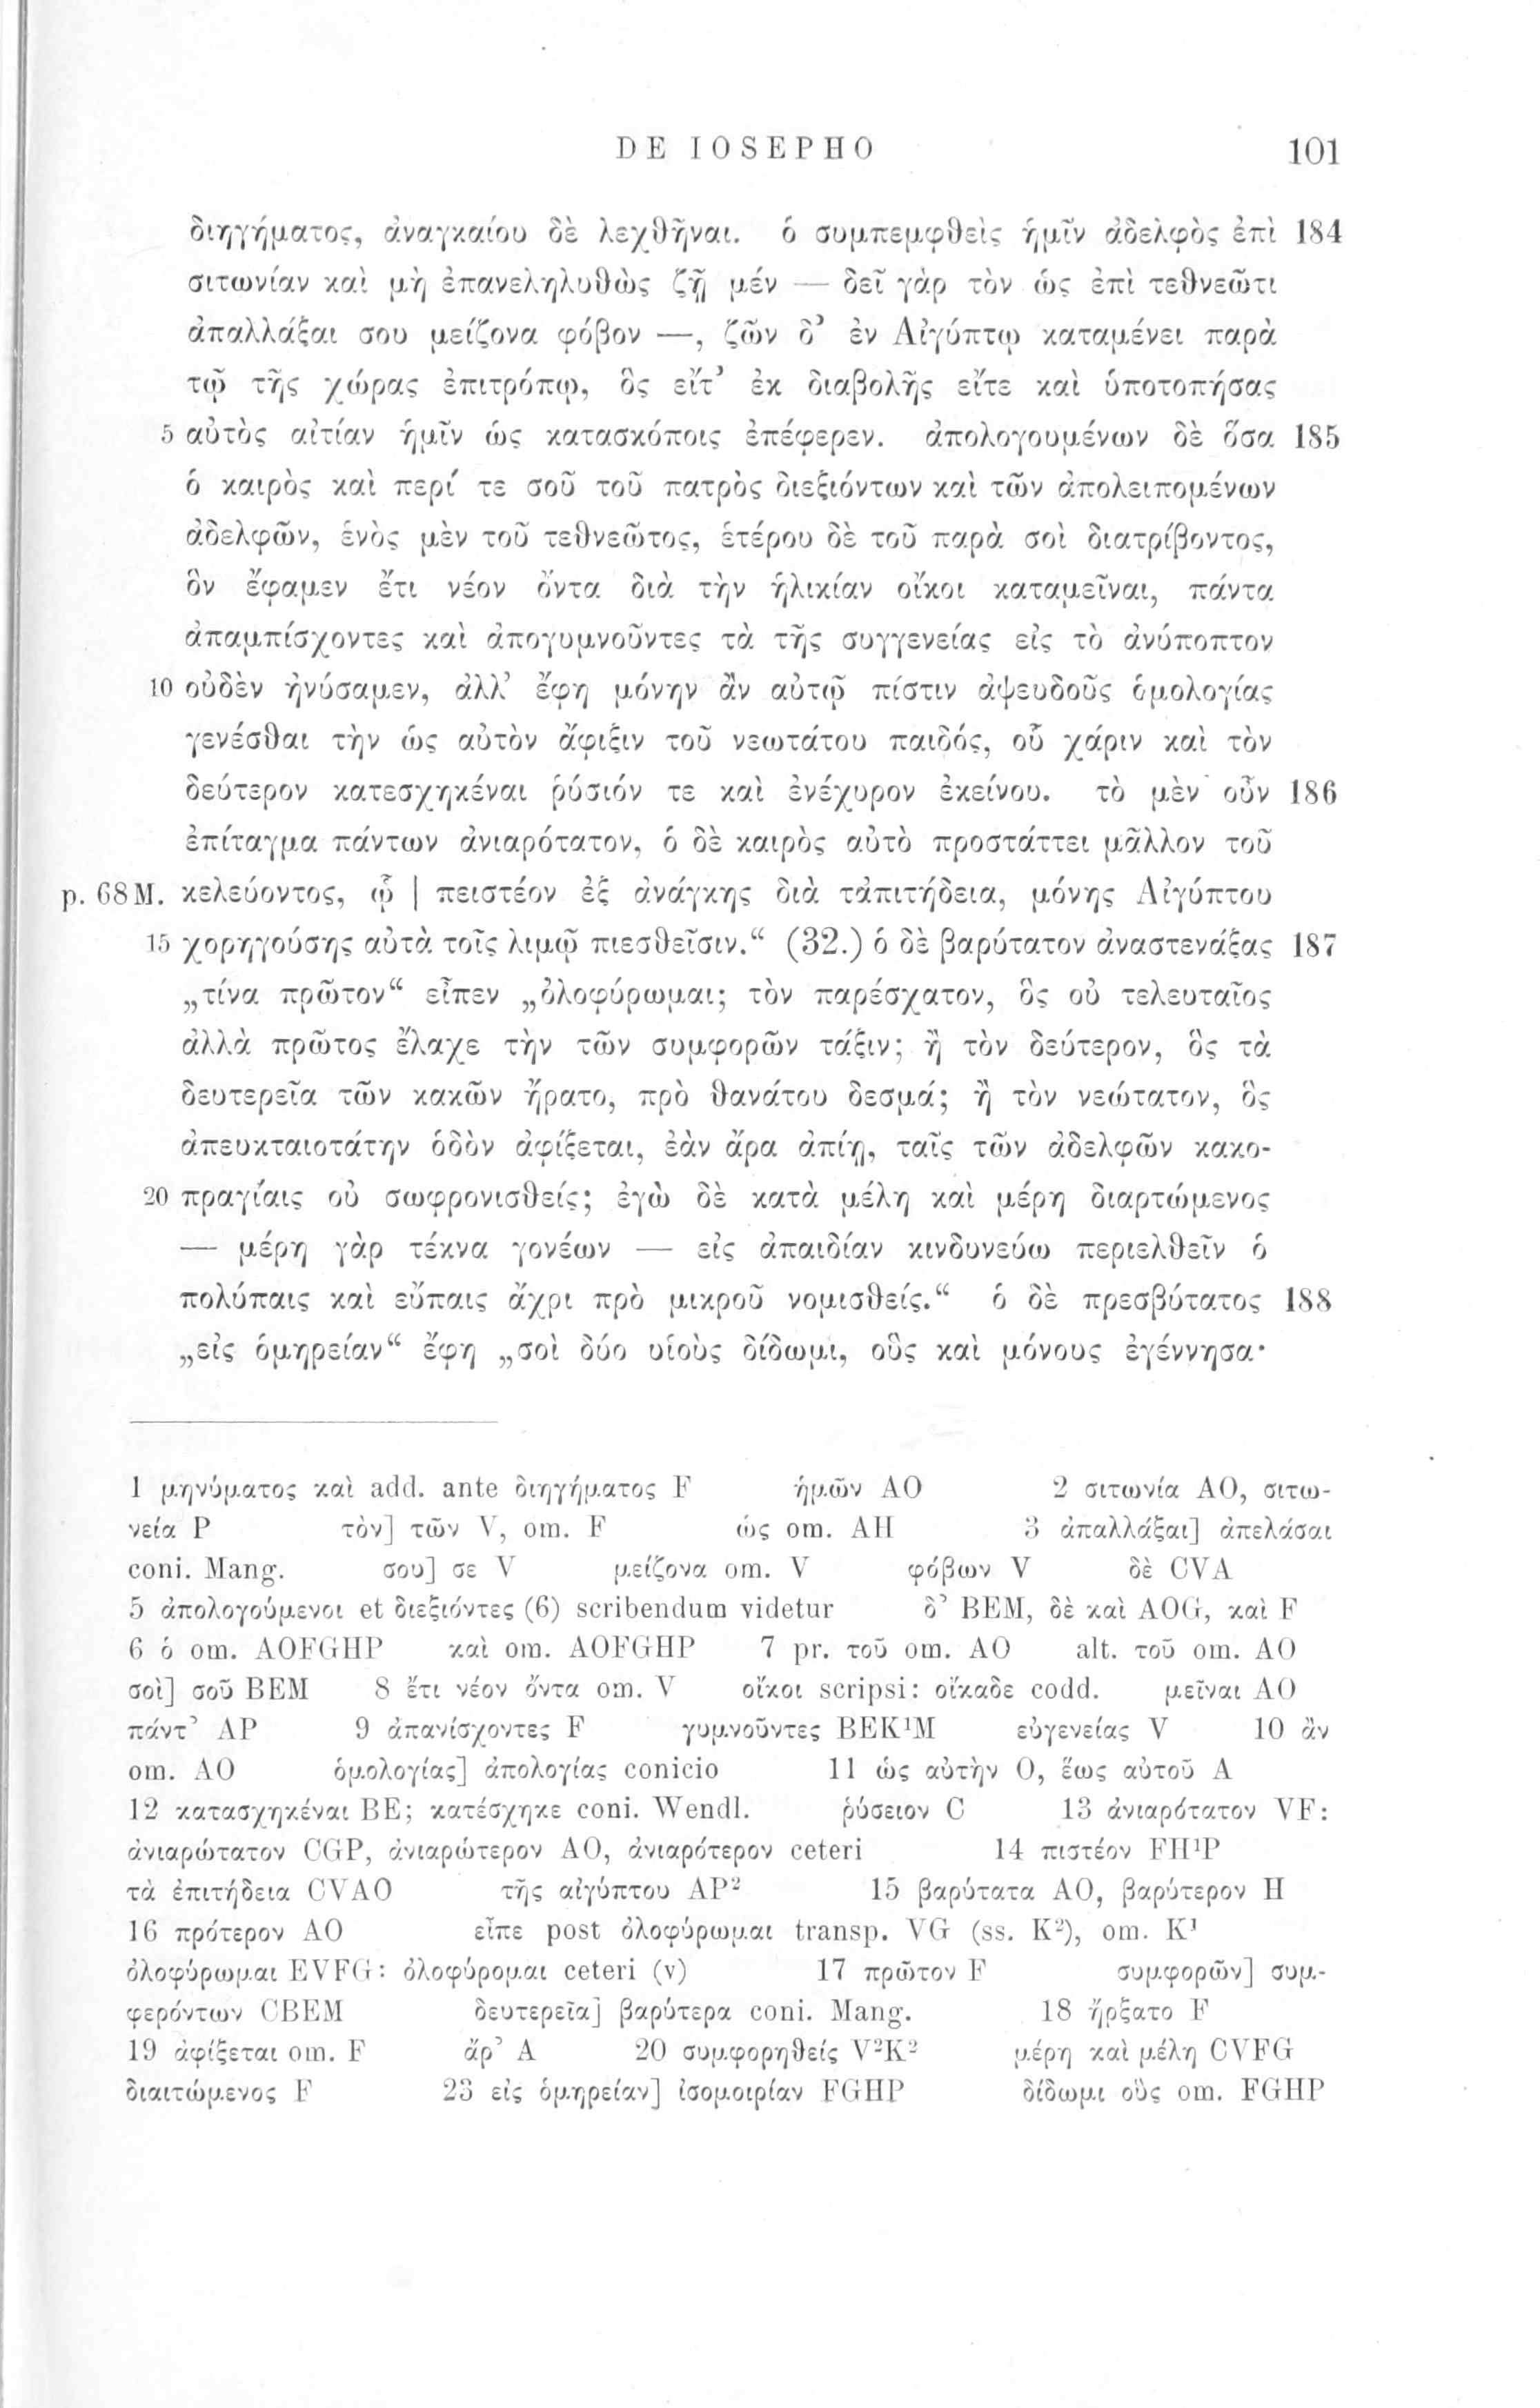 DE IOSEPHO 101
διηγήματος, ἀναγκαίου δὲ λεχθῆναι. ὁ συμπεμφθεὶς ἡμῖν ἀδελφὸς ἐπὶ 184
σιτωνίαν καὶ μὴ ἐπανεληλυθὼς ζῇ μέν — δεῖ γὰρ τὸν ὡς ἐπὶ τεθνεῶτι
ἀπαλλάξαι σου μείζονα φόβον —, ζῶν δ’ ἐν Αἰγύπτῳ καταμένει παρὰ
τῷ τῆς χώρας ἐπιτρόπῳ, ὃς εἴτ’ ἐκ διαβολῆς εἴτε καὶ ὑποτοπήσας
5 αὐτὸς αἰτίαν ἡμῖν ὡς κατασκόποις ἐπέφερεν. ἀπολογουμένων δὲ ὅσα 185
ὁ καιρὸς καὶ περί τε σοῦ τοῦ πατρὸς διεξιόντων καὶ τῶν ἀπολειπομένων
ἀδελφῶν, ἑνὸς μὲν τοῦ τεθνεῶτος, ἑτέρου δὲ τοῦ παρὰ σοὶ διατρίβοντος,
ὃν ἔφαμεν ἔτι νέον ὄντα διὰ τὴν ἡλικίαν οἴκοι καταμεῖναι, πάντα
ἀπαμπίσχοντες καὶ ἀπογυμνοῦντες τὰ τῆς συγγενείας εἰς τὸ ἀνύποπτον
10 οὐδὲν ἠνύσαμεν, ἀλλ’ ἔφη μόνην ἂν αὐτῷ πίστιν ἀψευδοῦς ὁμολογίας
γενέσθαι τὴν ὡς αὐτὸν ἄφιξιν τοῦ νεωτάτου παιδός, οὗ χάριν καὶ τὸν
δεύτερον κατεσχηκέναι ῥύσιόν τε καὶ ἐνέχυρον ἐκείνου. τὸ μὲν οὖν 186
ἐπίταγμα πάντων ἀνιαρότατον, ὁ δὲ καιρὸς αὐτὸ προστάττει μᾶλλον τοῦ
p. 68 M. κελεύοντος, ᾧ | πειστέον ἐξ ἀνάγκης διὰ τἀπιτήδεια, μόνης Αἰγύπτου
15 χορηγούσης αὐτὰ τοῖς λιμῷ πιεσθεῖσιν.“ (32.) ὁ δὲ βαρύτατον ἀναστενάξας 187
„τίνα πρῶτον“ εἶπεν „ὀλοφύρωμαι; τὸν παρέσχατον, ὃς οὐ τελευταῖος
ἀλλὰ πρῶτος ἔλαχε τὴν τῶν συμφορῶν τάξιν; ἢ τὸν δεύτερον, ὃς τὰ
δευτερεῖα τῶν κακῶν ἤρατο, πρὸ θανάτου δεσμά; ἢ τὸν νεώτατον, ὃς
ἀπευκταιοτάτην ὁδὸν ἀφίξεται, ἐὰν ἄρα ἀπίῃ, ταῖς τῶν ἀδελφῶν κακο-
20 πραγίαις οὐ σωφρονισθείς; ἐγὼ δὲ κατὰ μέλη καὶ μέρη διαρτώμενος
— μέρη γὰρ τέκνα γονέων — εἰς ἀπαιδίαν κινδυνεύω περιελθεῖν ὁ
πολύπαις καὶ εὔπαις ἄχρι πρὸ μικροῦ νομισθείς.“ ὁ δὲ πρεσβύτατος 188
„εἰς ὁμηρείαν“ ἔφη „σοὶ δύο υἱοὺς δίδωμι, οὓς καὶ μόνους ἐγέννησα·
1 μηνύματος καὶ add. ante διηγήματος F ἡμῶν AO 2 σιτωνία AO, σιτω-
νεία P τὸν] τῶν V, om. F ὡς om. AH 3 ἀπαλλάξαι] ἀπελάσαι
coni. Mang. σου] σε V μείζονα om. V φόβων V δὲ CVA
5 ἀπολογούμενοι et διεξιόντες (6) scribendum videtur δ’ BEM, δὲ καὶ AOG, καὶ F
6 ὁ om. AOFGHP καὶ om. AOFGHP 7 pr. τοῦ om. AO alt. τοῦ om. AO
σοὶ] σοῦ BEM 8 ἔτι νέον ὄντα om. V οἴκοι scripsi: οἴκαδε codd. μεῖναι AO
πάντ’ AP 9 ἀπανίσχοντες F γυμνοῦντες BEK¹M εὐγενείας V 10 ἂν
om. AO ὁμολογίας] ἀπολογίας conicio 11 ὡς αὐτὴν O, ἕως αὐτοῦ A
12 κατασχηκέναι BE; κατέσχηκε coni. Wendl. ῥύσειον C 13 ἀνιαρότατον VF:
ἀνιαρώτατον CGP, ἀνιαρώτερον AO, ἀνιαρότερον ceteri 14 πιστέον FH¹P
τὰ ἐπιτήδεια CVAO τῆς αἰγύπτου AP² 15 βαρύτατα AO, βαρύτερον H
16 πρότερον AO εἶπε post ὀλοφύρωμαι transp. VG (ss. K²), om. K¹
ὀλοφύρωμαι EVFG: ὀλοφύρομαι ceteri (v) 17 πρῶτον F συμφορῶν] συμ-
φερόντων CBEM δευτερεῖα] βαρύτερα coni. Mang. 18 ἤρξατο F
19 ἀφίξεται om. F ἄρ’ A 20 συμφορηθείς V²K² μέρη καὶ μέλη CVFG
διαιτώμενος F 23 εἰς ὁμηρείαν] ἰσομοιρίαν FGHP δίδωμι οὓς om. FGHP